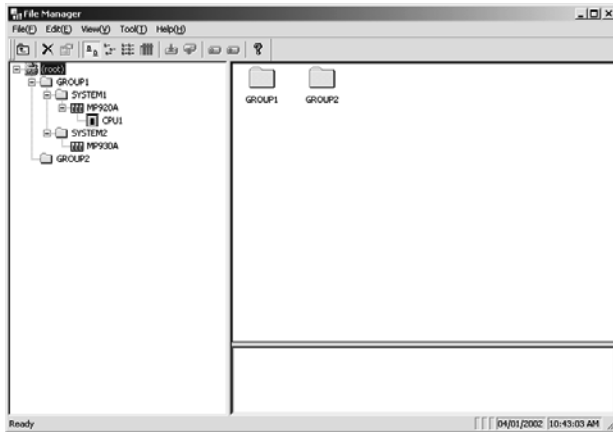 File Manager
File(F) Edit(E) View(V) Tool(T) Help(H)
(root)
GROUP1
SYSTEM1
MP920A
CPU1
SYSTEM2
MP930A
GROUP2
GROUP1 GROUP2
Ready 04/01/2002 10:43:03 AM